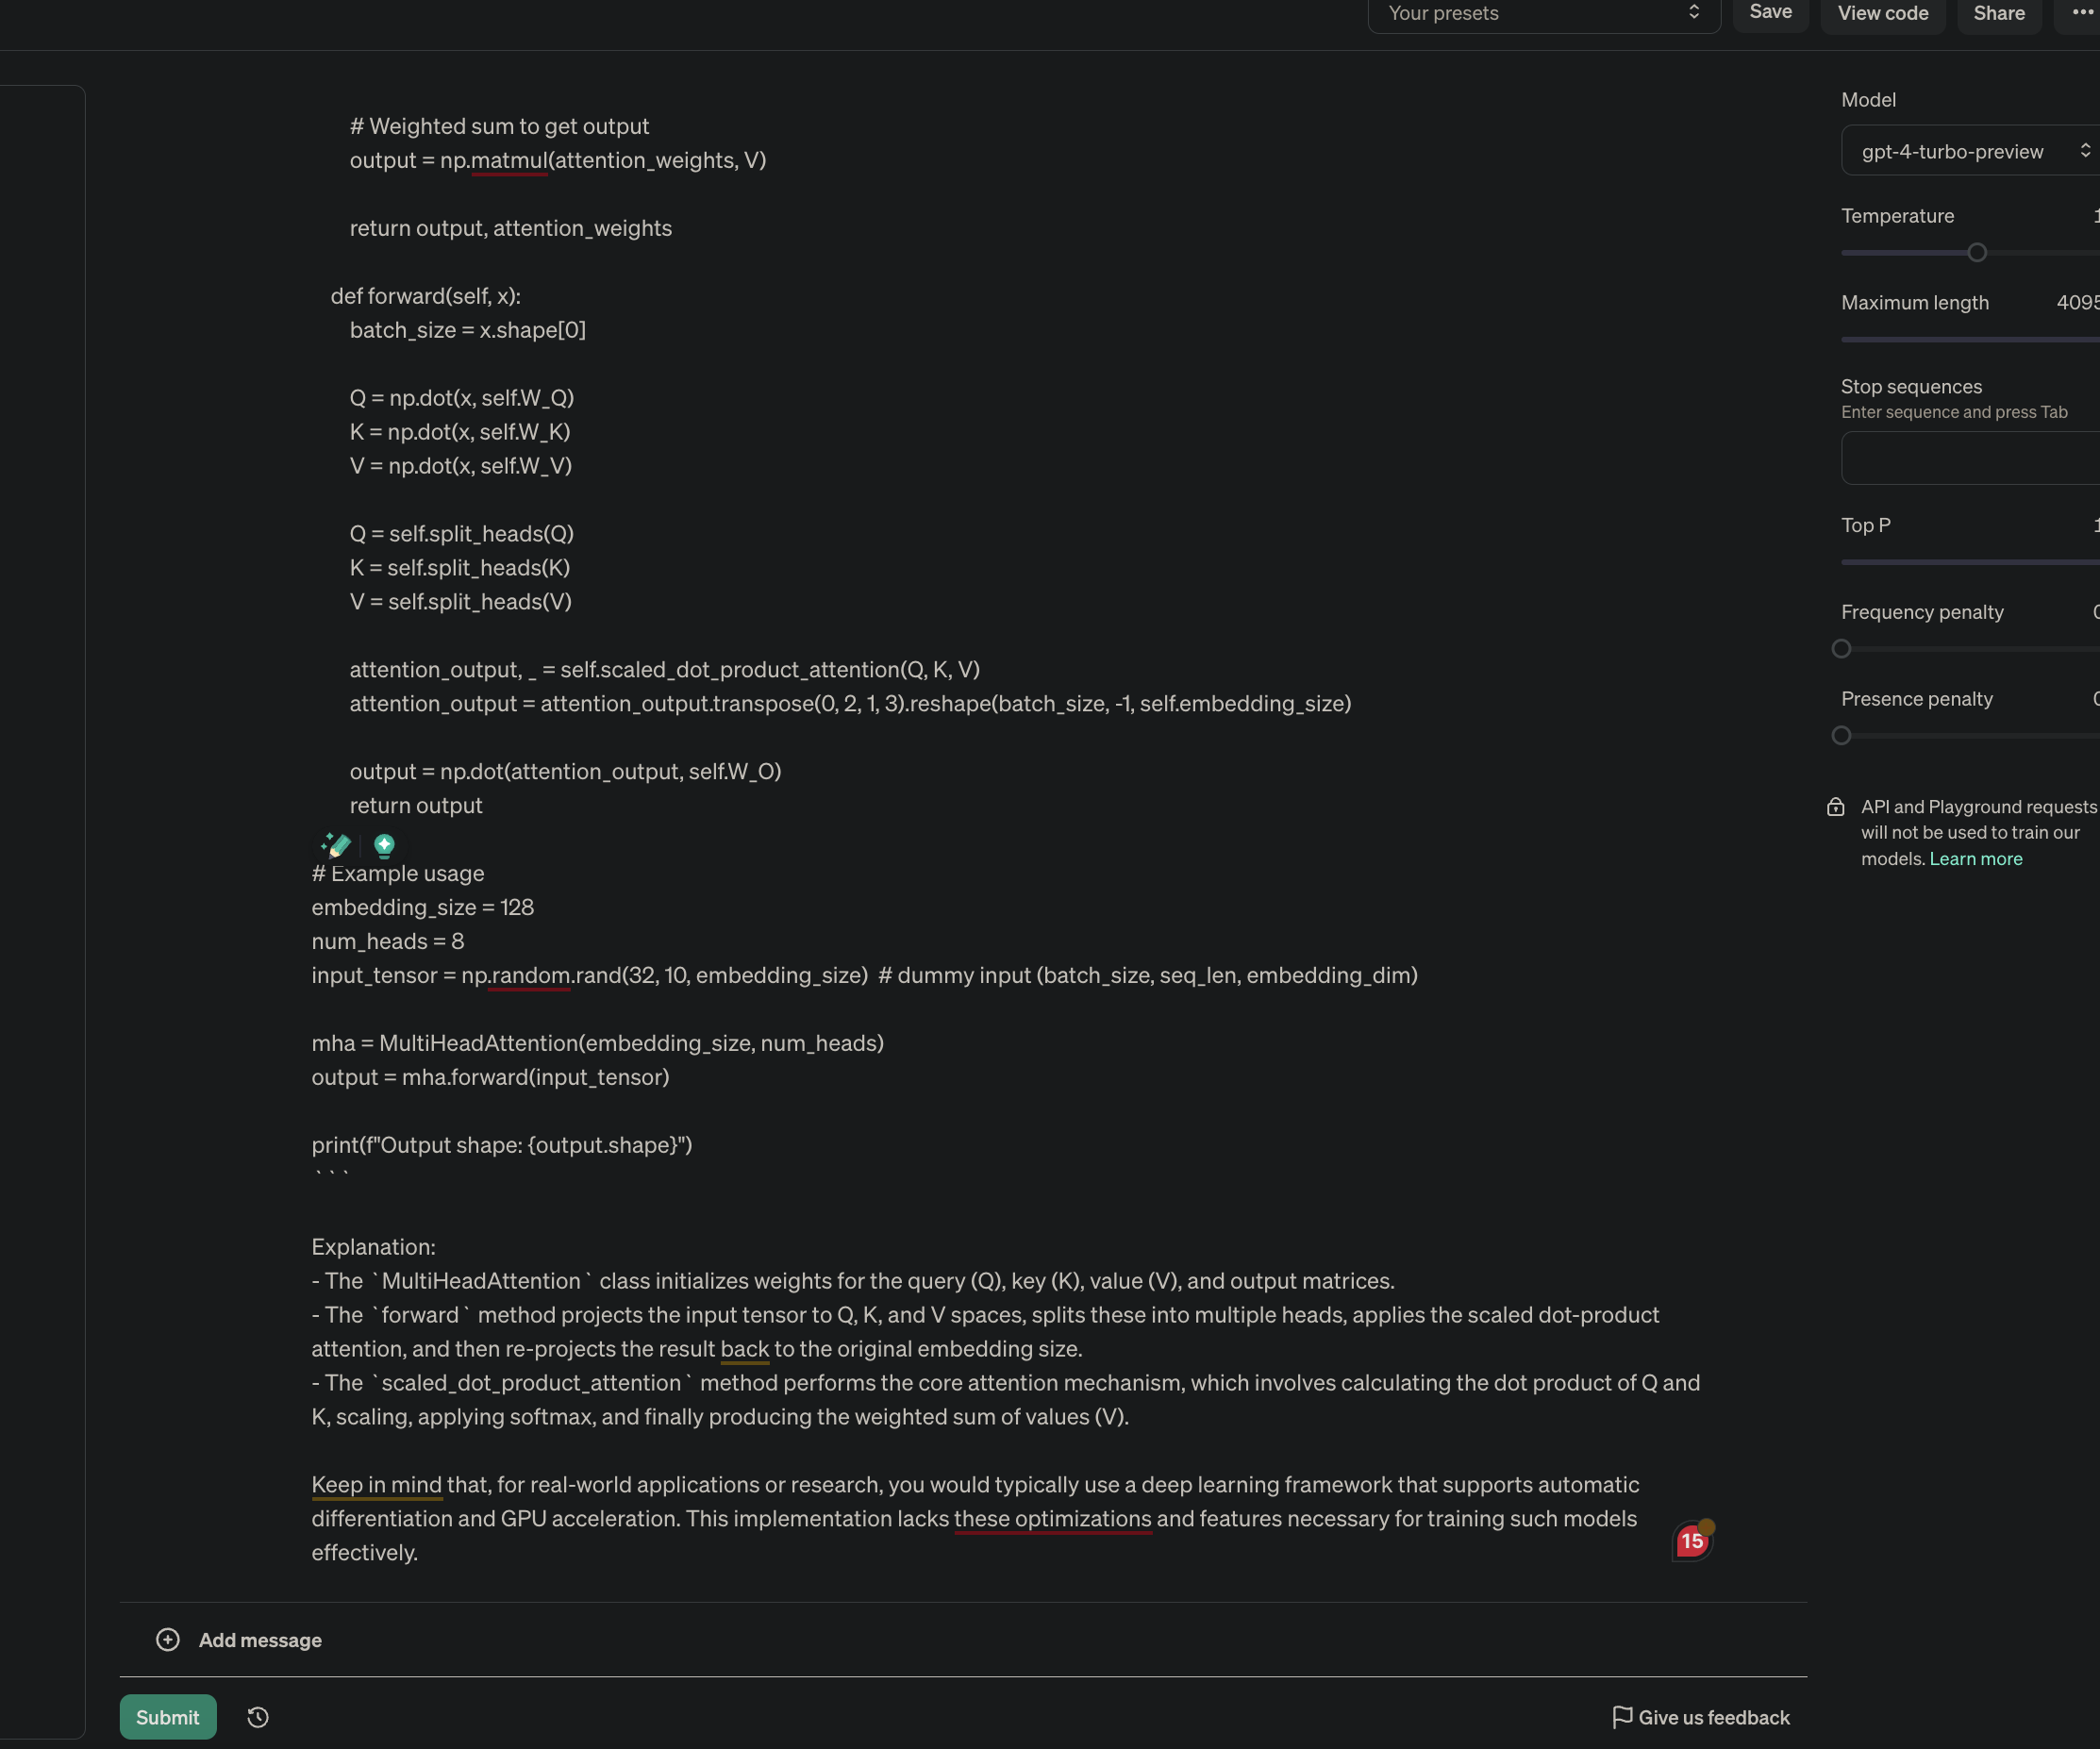 Your presets
Save
View code
Share
# Weighted sum to get output
output = np.matmul(attention_weights, V)
return output, attention_weights
def forward(self, x):
batch_size = x.shape[0]
Q = np.dot(x, self.W_Q)
K = np.dot(x, self.W_K)
V = np.dot(x, self.W_V)
Q = self.split_heads(Q)
K = self.split_heads(K)
V = self.split_heads(V)
attention_output, _ = self.scaled_dot_product_attention(Q, K, V)
attention_output = attention_output.transpose(0, 2, 1, 3).reshape(batch_size, -1, self.embedding_size)
output = np.dot(attention_output, self.W_O)
return output
# Example usage
embedding_size = 128
num_heads = 8
input_tensor = np.random.rand(32, 10, embedding_size)  # dummy input (batch_size, seq_len, embedding_dim)
mha = MultiHeadAttention(embedding_size, num_heads)
output = mha.forward(input_tensor)
print(f"Output shape: {output.shape}")
```
Explanation:
- The `MultiHeadAttention` class initializes weights for the query (Q), key (K), value (V), and output matrices.
- The `forward` method projects the input tensor to Q, K, and V spaces, splits these into multiple heads, applies the scaled dot-product
attention, and then re-projects the result back to the original embedding size.
- The `scaled_dot_product_attention` method performs the core attention mechanism, which involves calculating the dot product of Q and
K, scaling, applying softmax, and finally producing the weighted sum of values (V).
Keep in mind that, for real-world applications or research, you would typically use a deep learning framework that supports automatic
differentiation and GPU acceleration. This implementation lacks these optimizations and features necessary for training such models
effectively.
15
Add message
Submit
Give us feedback
Model
gpt-4-turbo-preview
Temperature 1
Maximum length 4095
Stop sequences
Enter sequence and press Tab
Top P 1
Frequency penalty 0
Presence penalty 0
API and Playground requests
will not be used to train our
models. Learn more